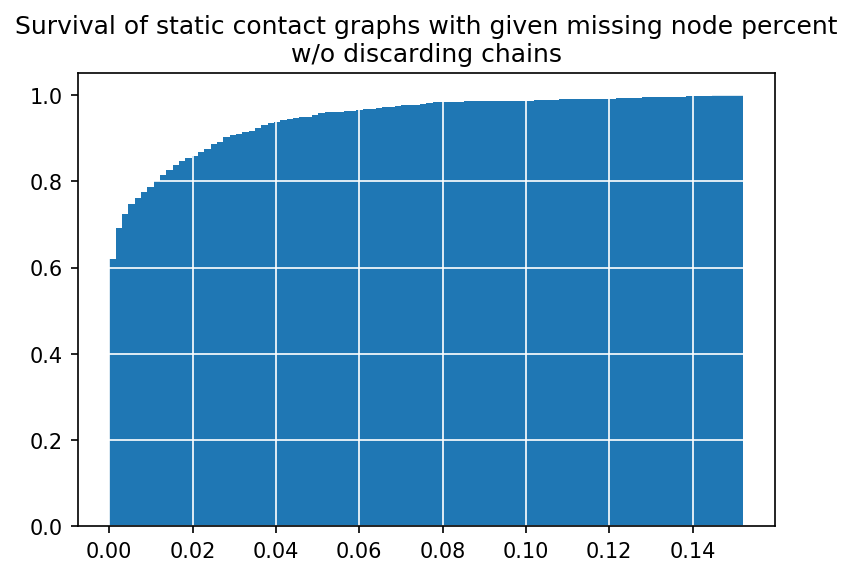 Survival of static contact graphs with given missing node percent
w/o discarding chains
1.0
0.8
0.6
0.4
0.2
0.0
0.00 0.02 0.04 0.06 0.08 0.10 0.12 0.14